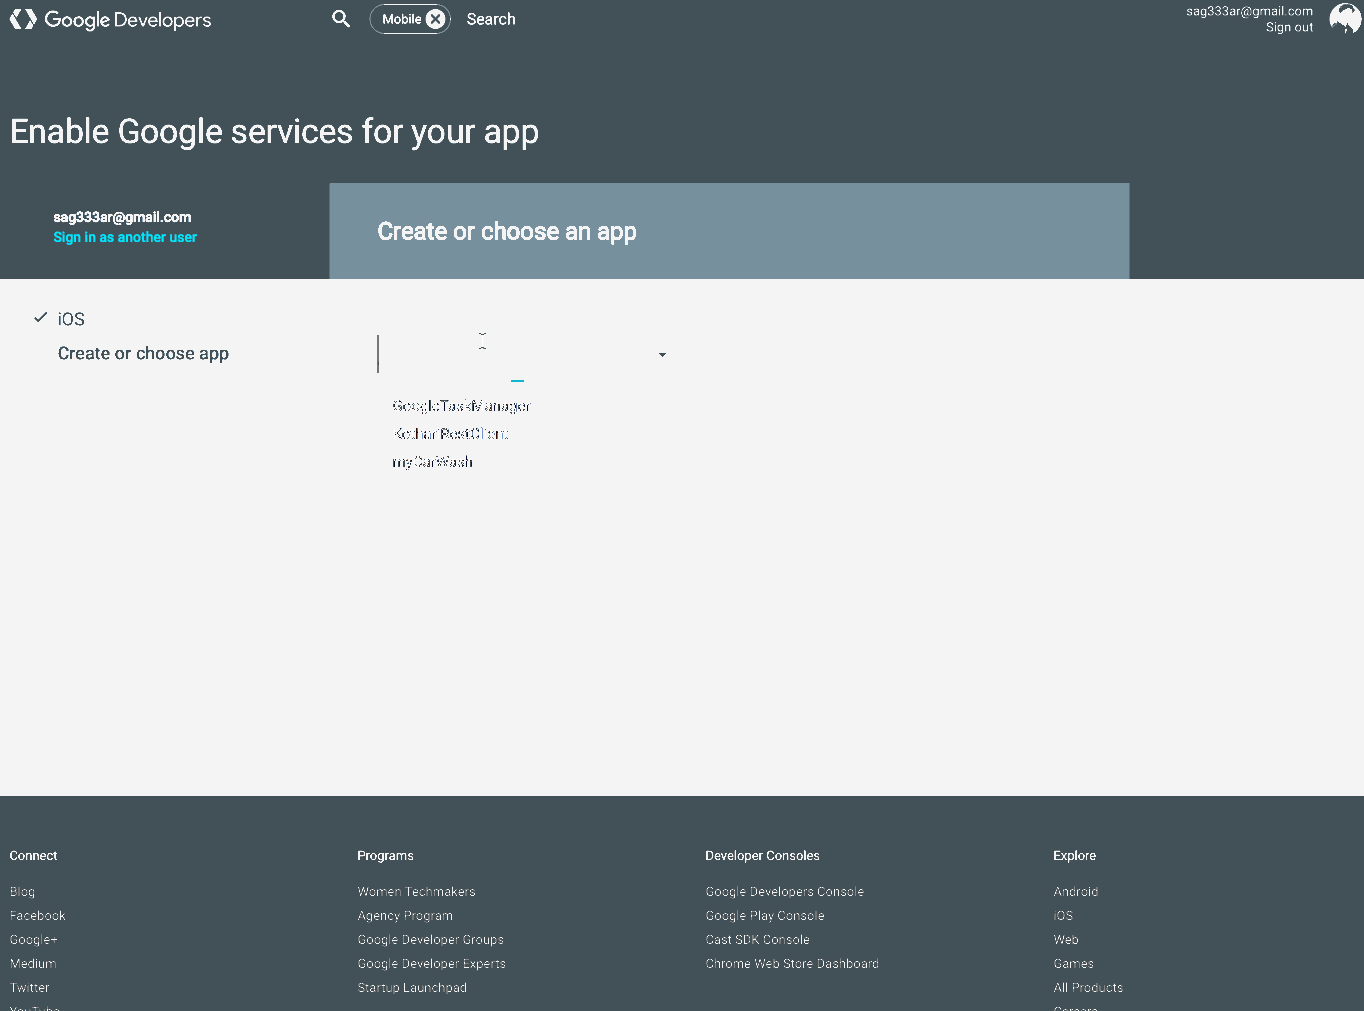 Google Developers
Mobile
Search
sag333ar@gmail.com
Sign out
Enable Google services for your app
sag333ar@gmail.com
Sign in as another user
Create or choose an app
iOS
Create or choose app
GoogleTaskManager
myCarWash
Connect
Programs
Developer Consoles
Explore
Blog
Women Techmakers
Google Developers Console
Android
Facebook
Agency Program
Google Play Console
iOS
Google+
Google Developer Groups
Cast SDK Console
Web
Medium
Google Developer Experts
Chrome Web Store Dashboard
Games
Twitter
Startup Launchpad
All Products
YouTube